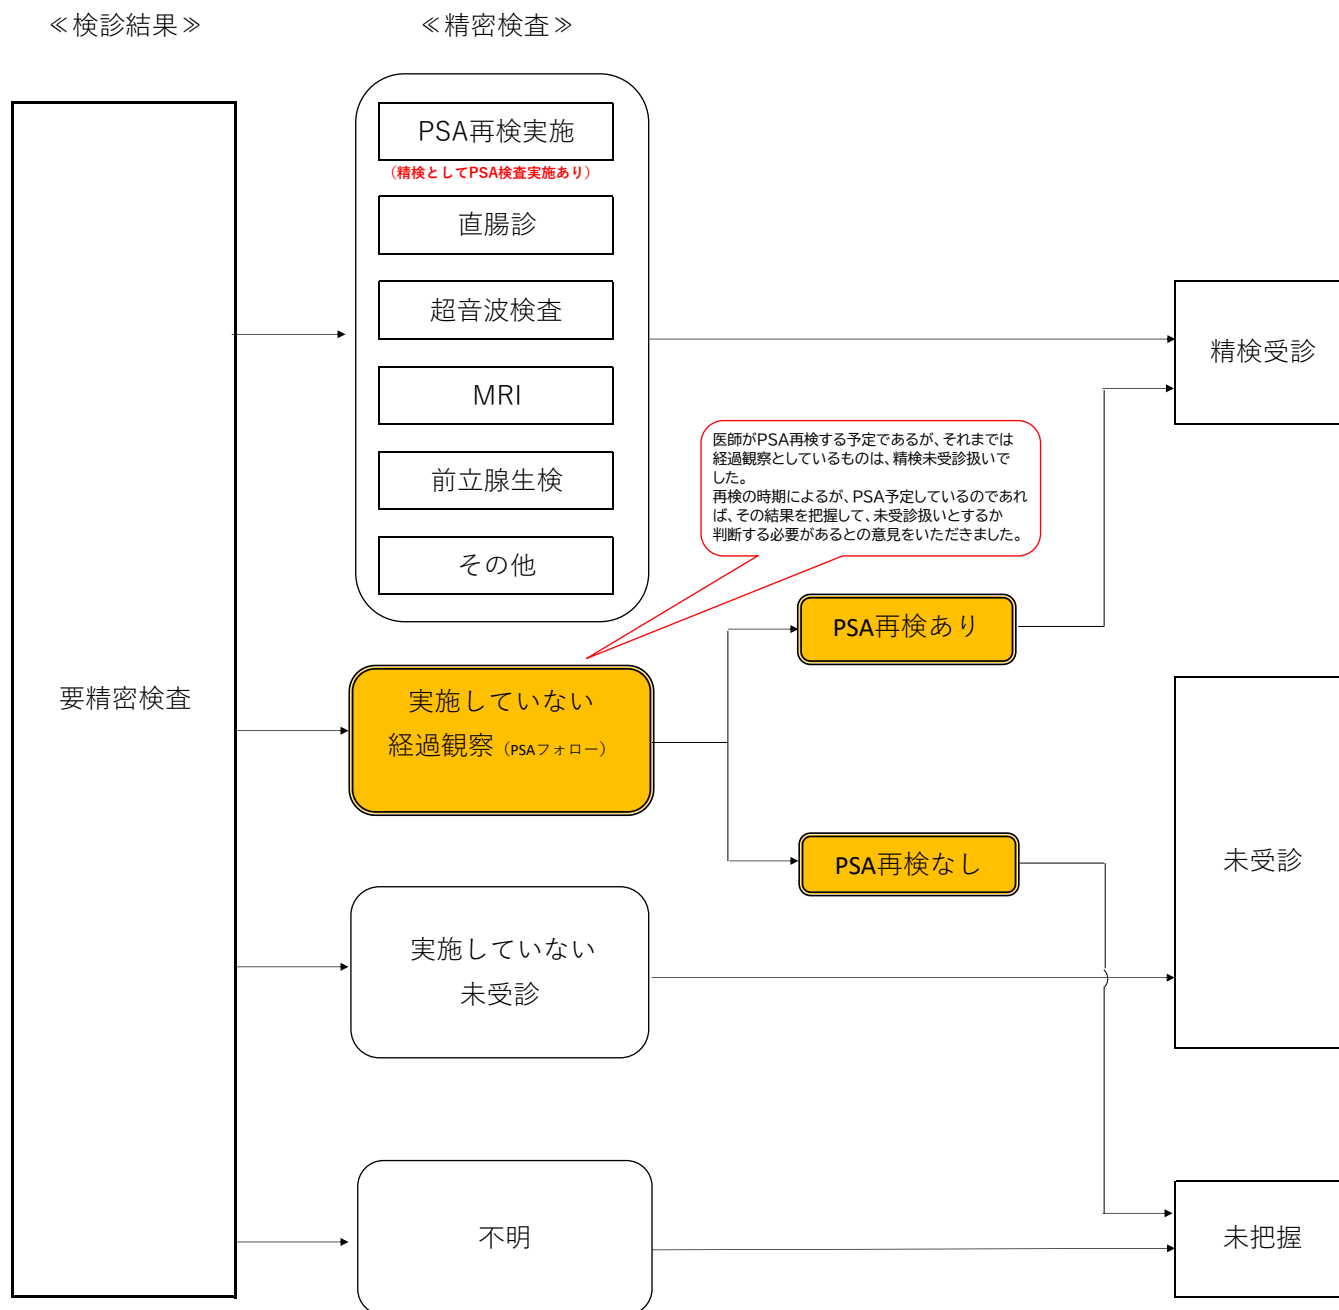 ≪検診結果≫
≪精密検査≫
PSA再検実施
（精検としてPSA検査実施あり）
直腸診
超音波検査
MRI
前立腺生検
その他
精検受診
医師がPSA再検する予定であるが、それまでは
経過観察としているものは、精検未受診扱いで
した。
再検の時期によるが、PSA予定しているのであれ
ば、その結果を把握して、未受診扱いとするか
判断する必要があるとの意見をいただきました。
要精密検査
実施していない
経過観察（PSAフォロー）
PSA再検あり
PSA再検なし
未受診
実施していない
未受診
不明
未把握